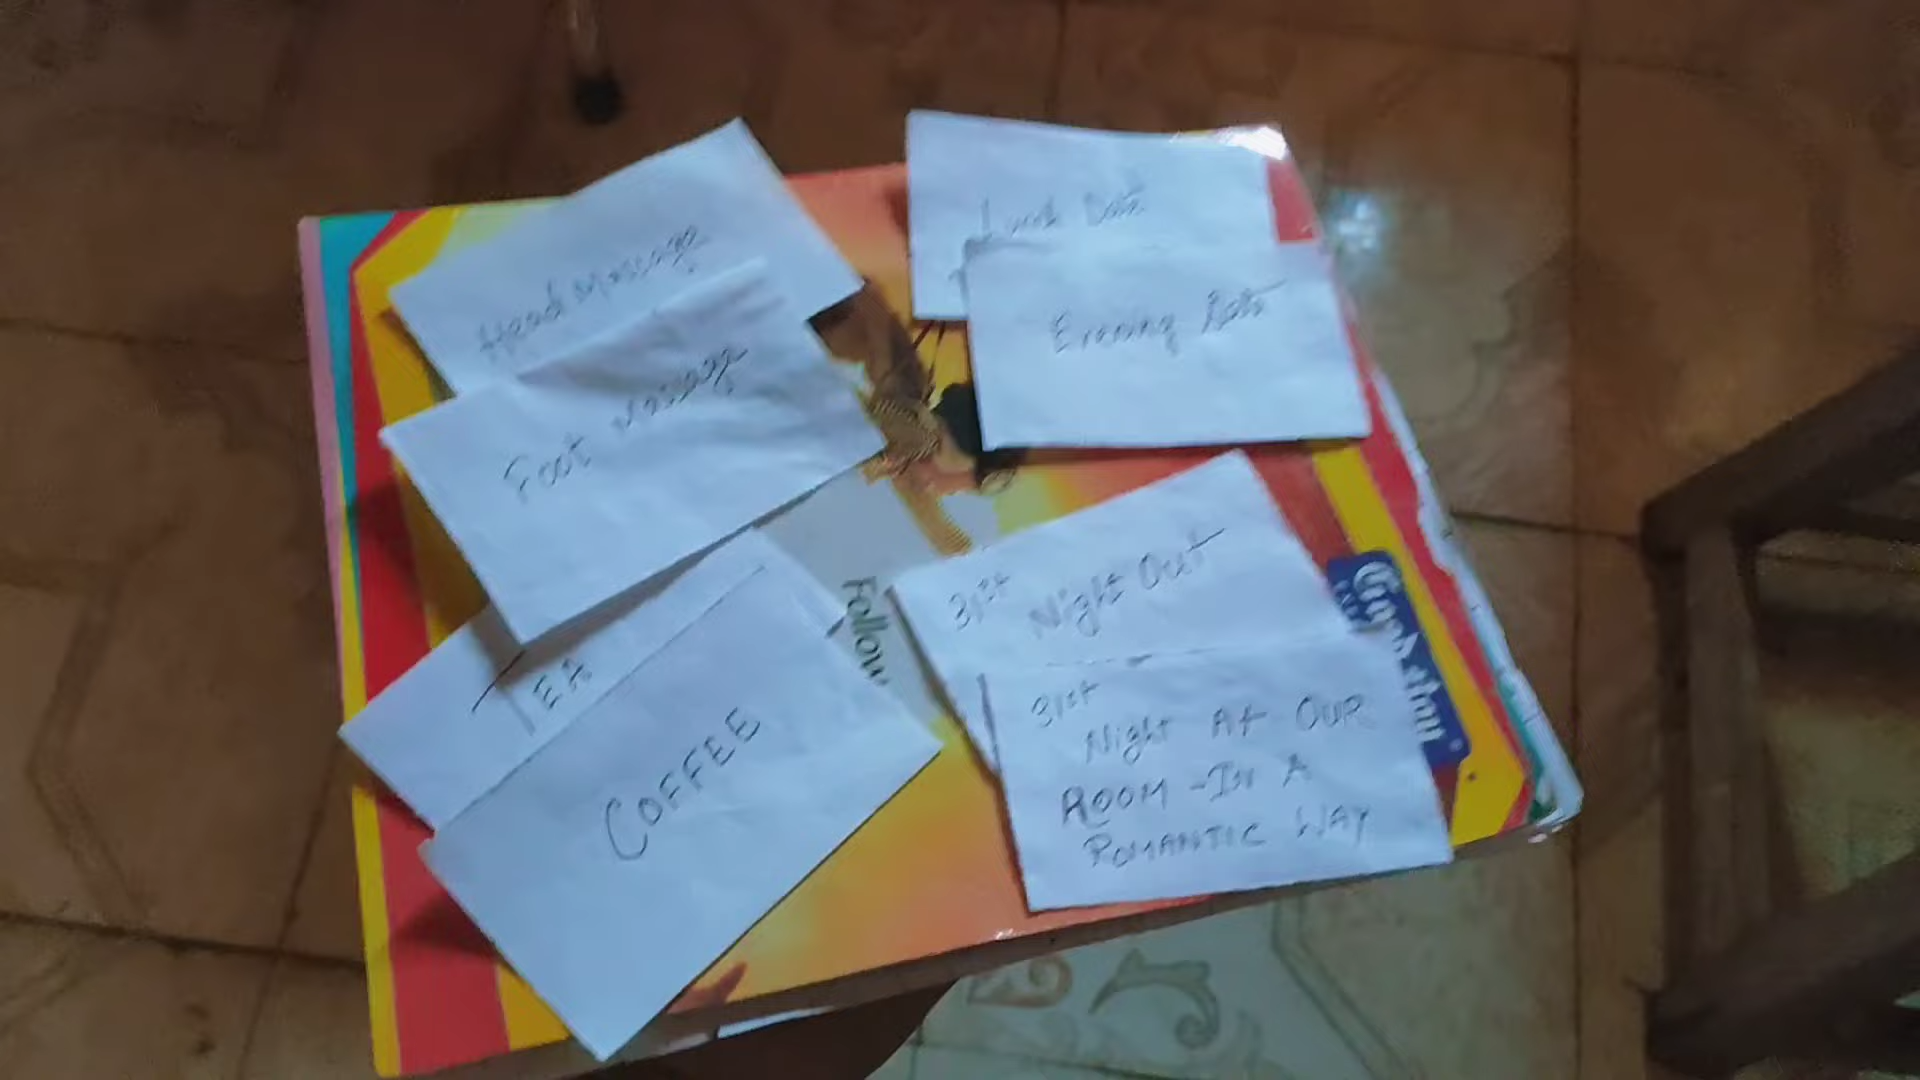 Head Massage
Foot Massage
TEA
COFFEE
Lunch Date
Evening Date
31st
Night Out
31st
Night At OUR
ROOM - IN A
ROMANTIC WAY
Follow